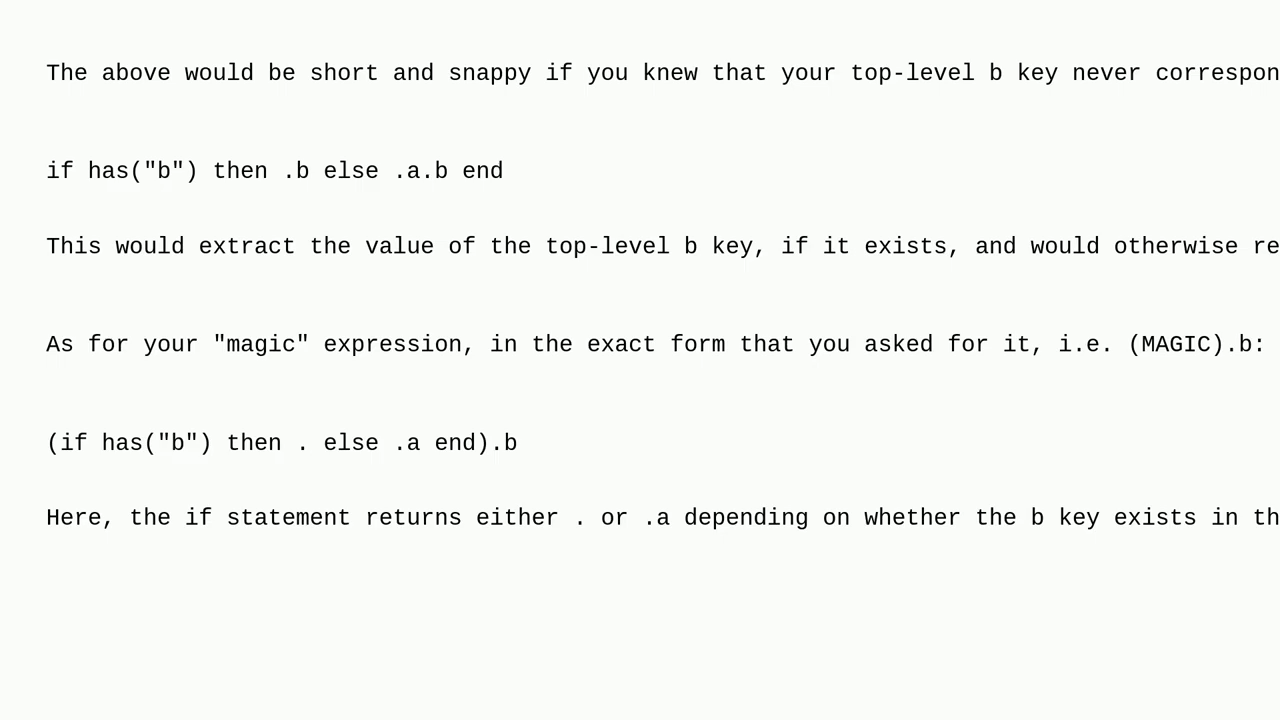 The above would be short and snappy if you knew that your top-level b key never correspon
if has("b") then .b else .a.b end
This would extract the value of the top-level b key, if it exists, and would otherwise re
As for your "magic" expression, in the exact form that you asked for it, i.e. (MAGIC).b:
(if has("b") then . else .a end).b
Here, the if statement returns either . or .a depending on whether the b key exists in th